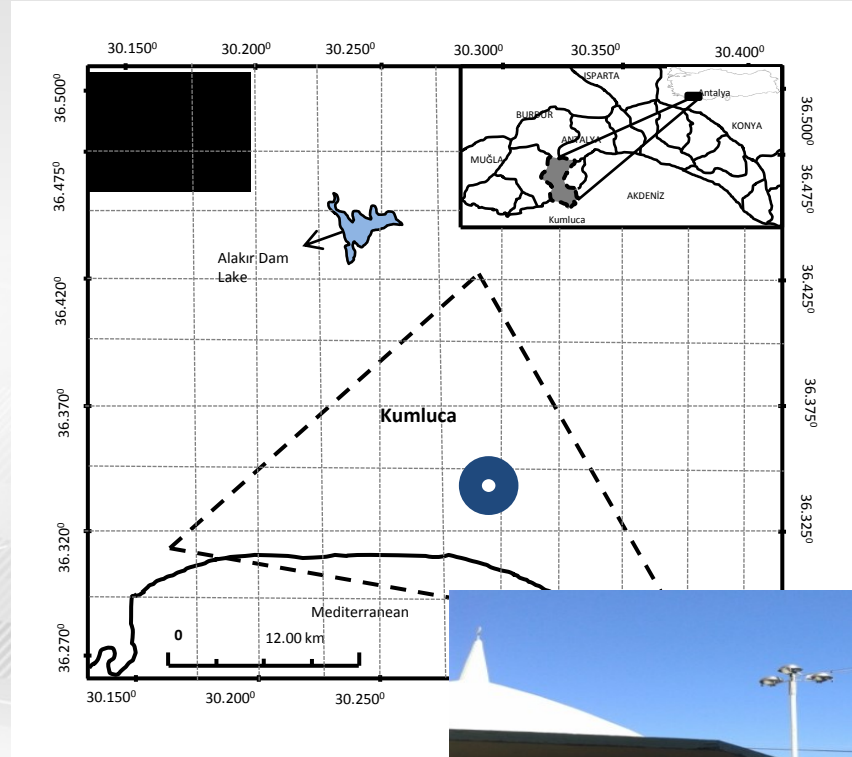 30.150⁰ 30.200⁰ 30.250⁰ 30.300⁰ 30.350⁰ 30.400⁰
36.500⁰
36.475⁰
36.420⁰
36.370⁰
36.320⁰
36.270⁰
ISPARTA
Antalya
BURDUR
KONYA
ANTALYA
MUĞLA
AKDENİZ
Kumluca
36.500⁰
36.475⁰
36.425⁰
36.375⁰
36.325⁰
Alakır Dam
Lake
Kumluca
Mediterranean
0 12.00 km
30.150⁰ 30.200⁰ 30.250⁰